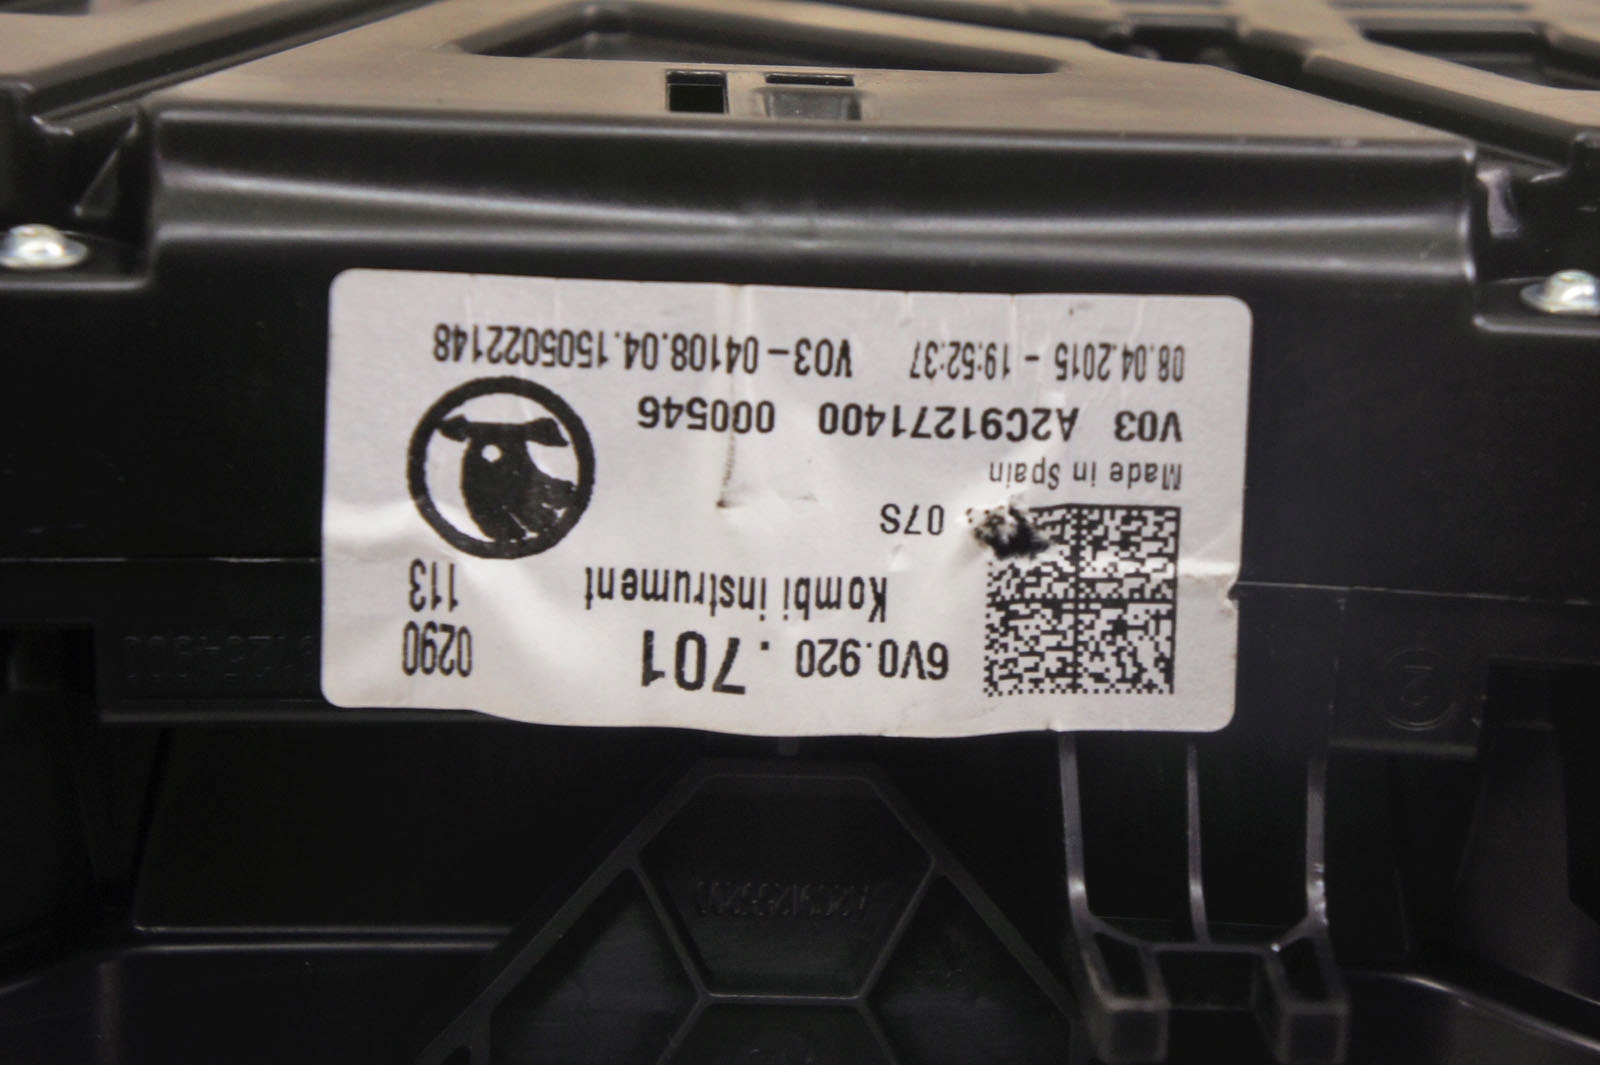 6V0.920 .701 0290
Kombi instrument 113
07S
Made in Spain
V03 A2C91271400 000546
08.04.2015 - 19:52:37 V03-04108.04.1505022148
2